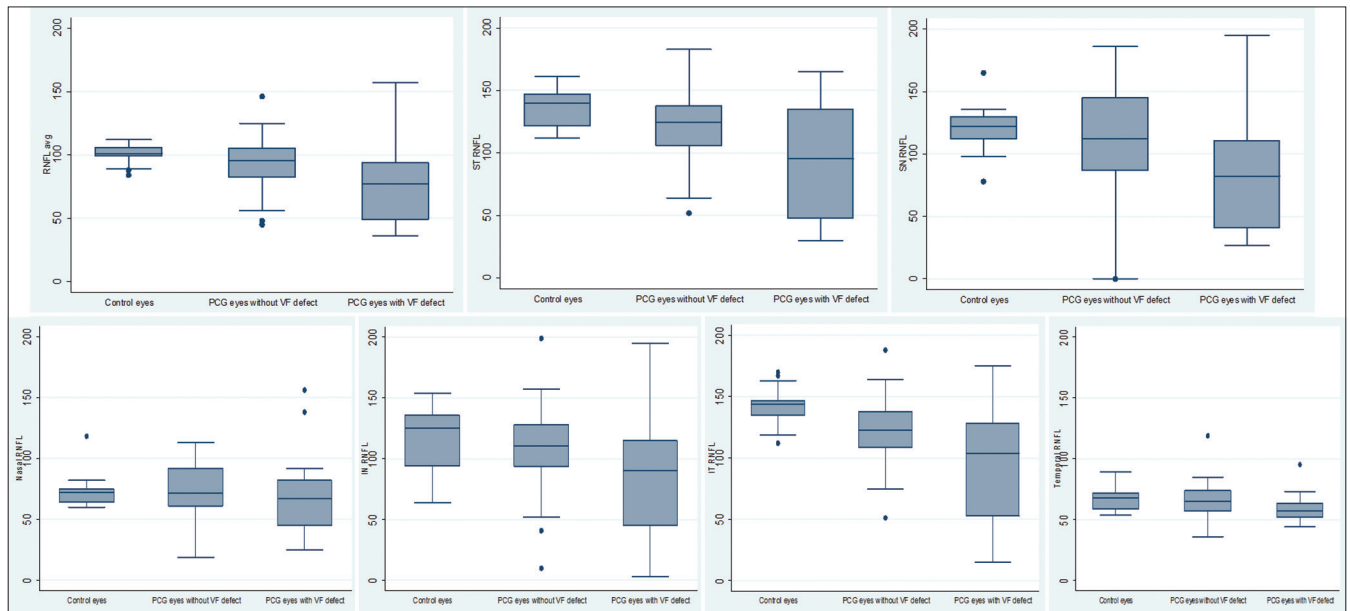 RNFL avg
200
150
100
50
0
Control eyes PCG eyes without VF defect PCG eyes with VF defect
ST RNFL
200
150
100
50
0
Control eyes PCG eyes without VF defect PCG eyes with VF defect
SN RNFL
200
150
100
50
0
Control eyes PCG eyes without VF defect PCG eyes with VF defect
Nasal RNFL
200
150
100
50
0
Control eyes PCG eyes without VF defect PCG eyes with VF defect
IN RNFL
200
150
100
50
0
Control eyes PCG eyes without VF defect PCG eyes with VF defect
IT RNFL
200
150
100
50
0
Control eyes PCG eyes without VF defect PCG eyes with VF defect
Temporal RNFL
200
150
100
50
0
Control eyes PCG eyes without VF defect PCG eyes with VF defect